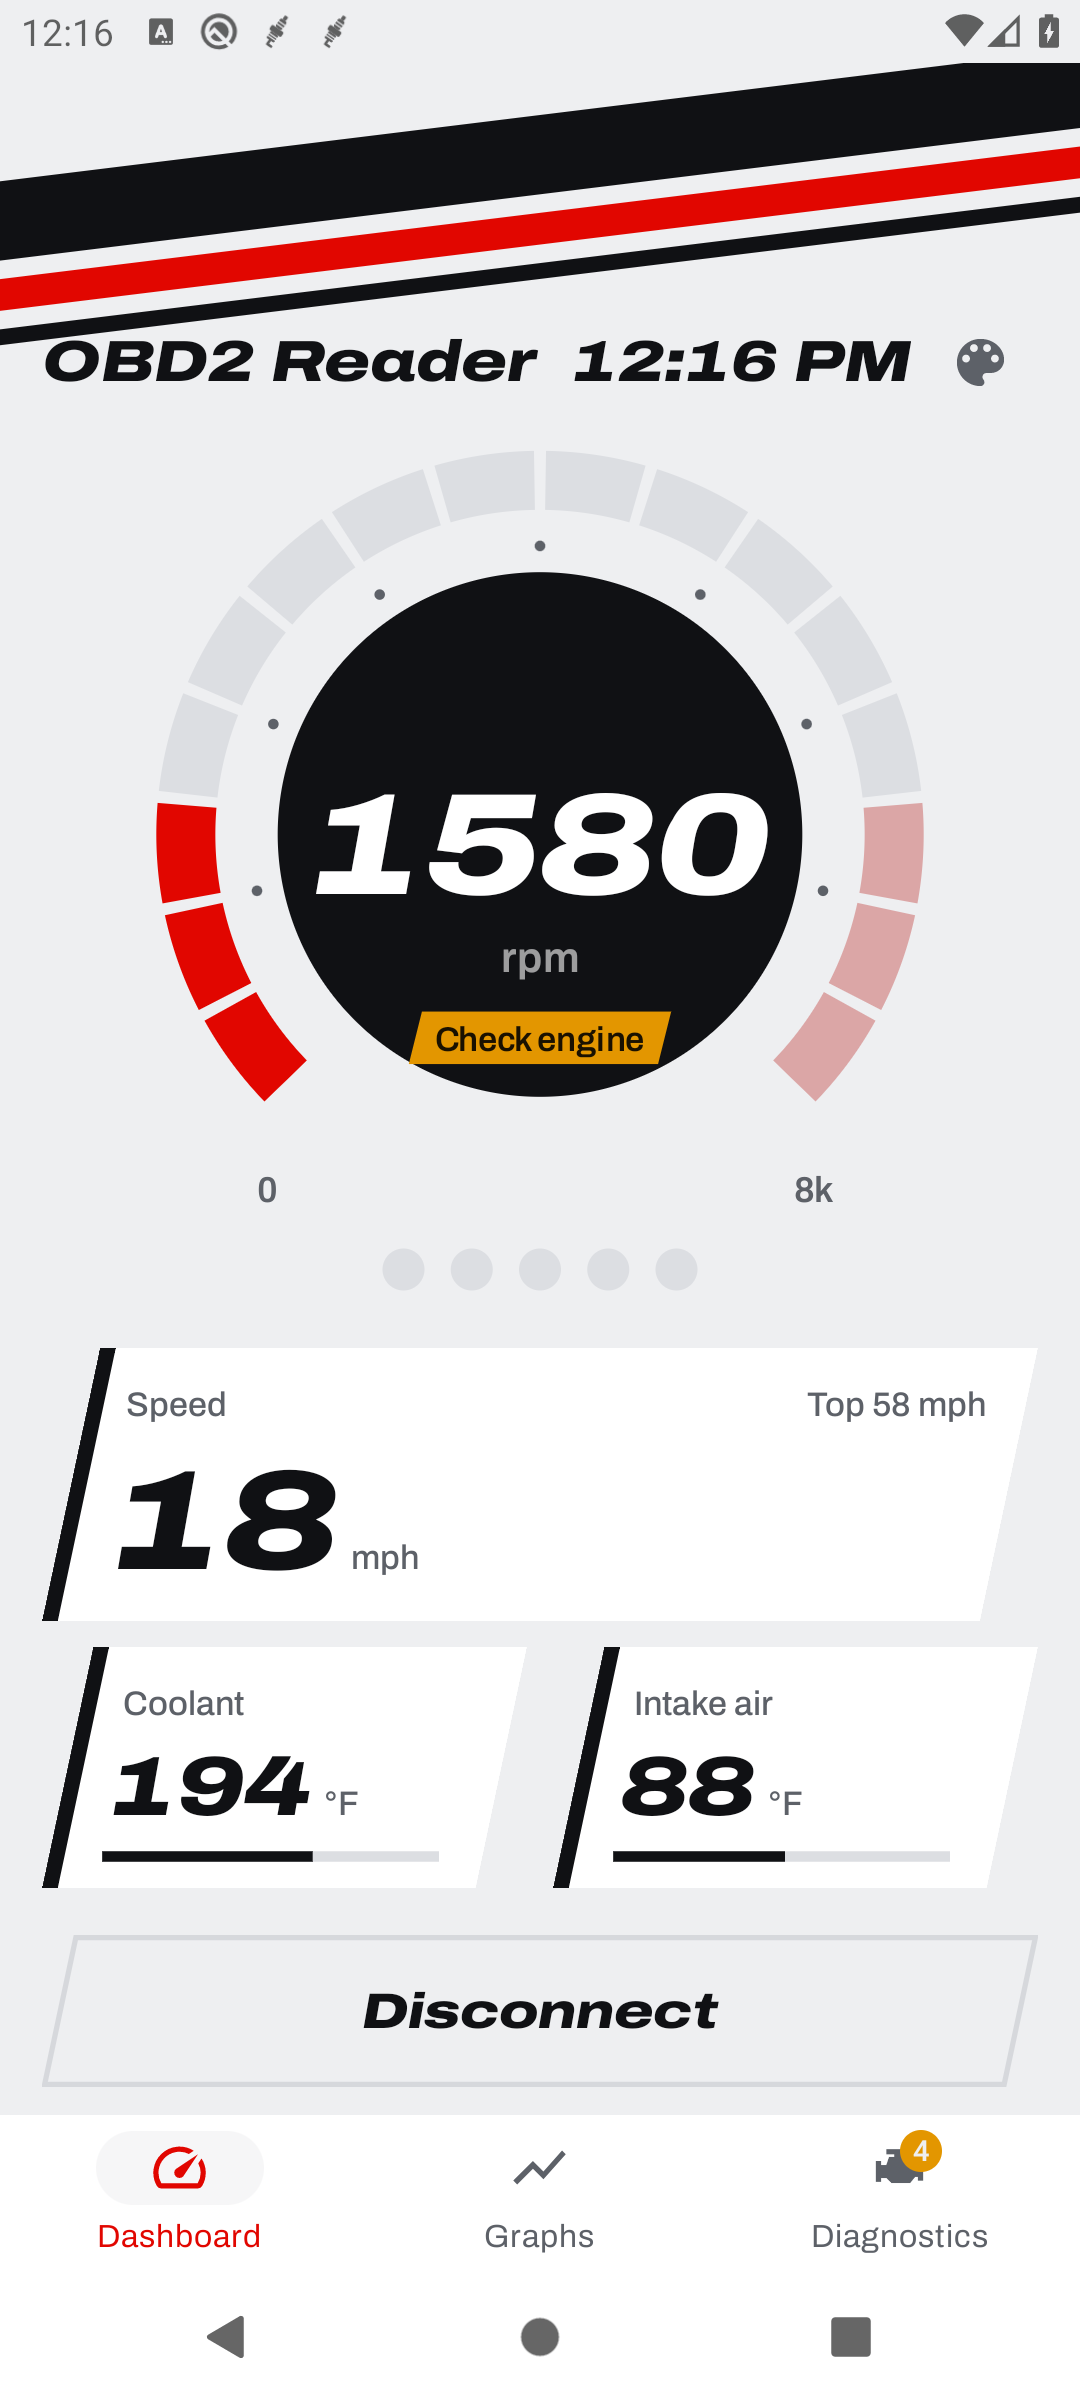 12:16
OBD2 Reader 12:16 PM
1580
rpm
Check engine
0 8k
Speed Top 58 mph
18 mph
Coolant
194 °F
Intake air
88 °F
Disconnect
4
Dashboard Graphs Diagnostics